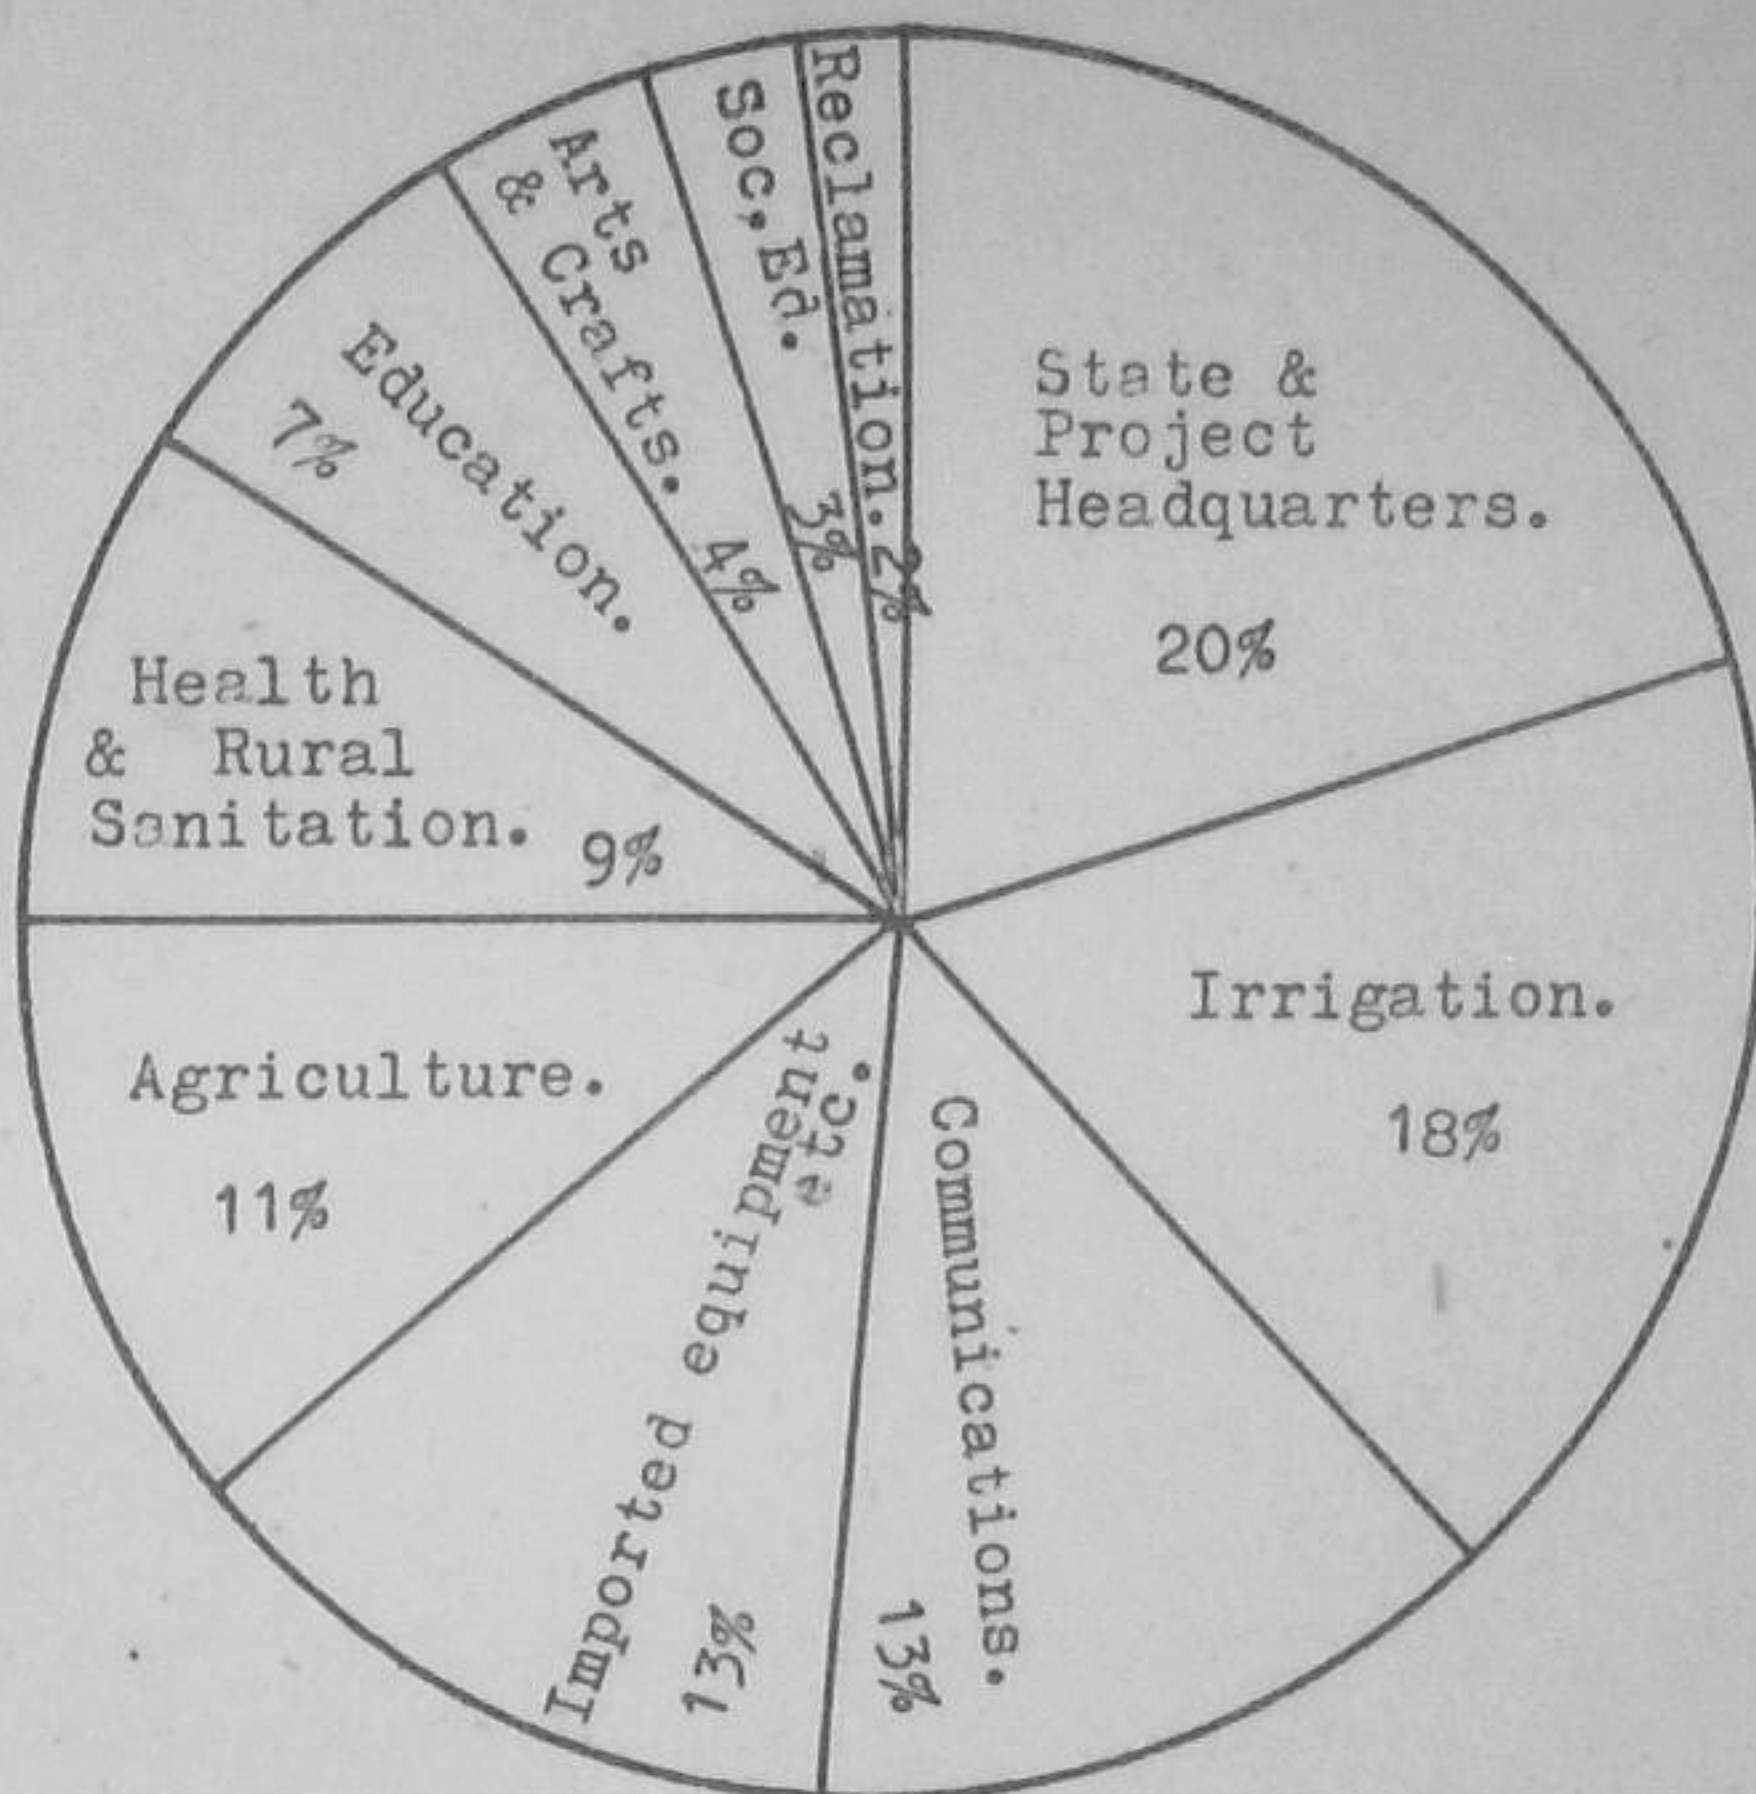 State &
Project
Headquarters.
20%
Irrigation.
18%
Communications.
13%
Imported equipment
etc.
13%
Agriculture.
11%
Health
& Rural
Sanitation. 9%
Education.
7%
Arts
& Crafts. 4%
Soc, Ed. 3%
Reclamation. 2%